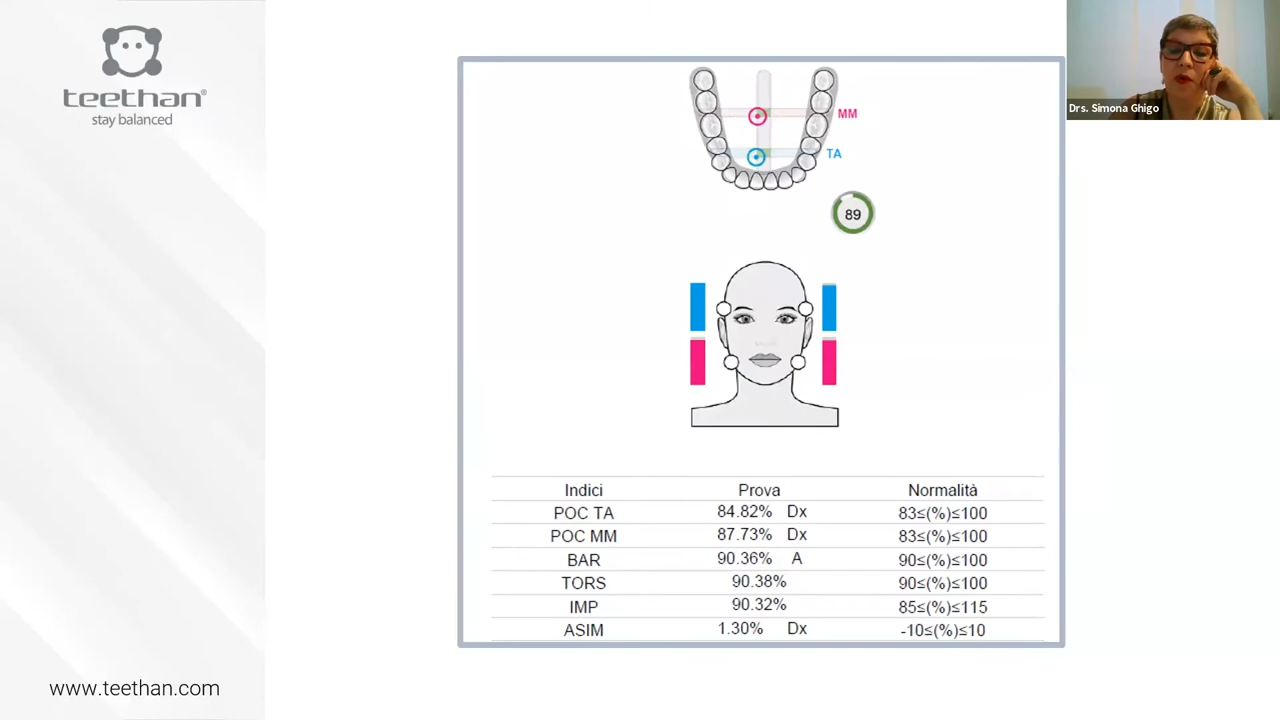 teethan®
stay balanced
MM
TA
89
Drs. Simona Ghigo
Indici Prova Normalità
POC TA 84.82% Dx 83≤(%)≤100
POC MM 87.73% Dx 83≤(%)≤100
BAR 90.36% A 90≤(%)≤100
TORS 90.38% 90≤(%)≤100
IMP 90.32% 85≤(%)≤115
ASIM 1.30% Dx -10≤(%)≤10
www.teethan.com